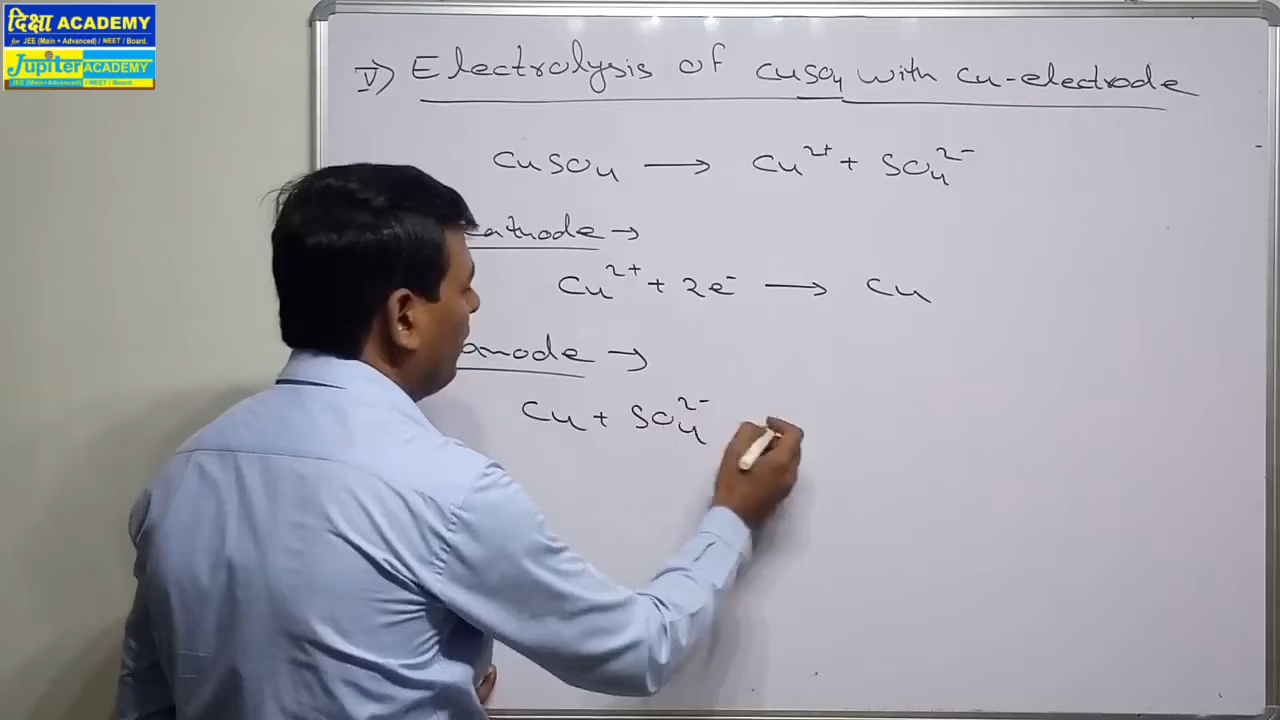 दिक्षा ACADEMY
for JEE (Main + Advanced) / NEET / Board.
Jupiter ACADEMY
JEE (Main+Advanced) / NEET / Board.
V) Electrolysis of CuSO4 with Cu-electrode
CuSO4 → Cu²⁺ + SO4²⁻
cathode →
Cu²⁺ + 2e⁻ → Cu
anode →
Cu + SO4²⁻